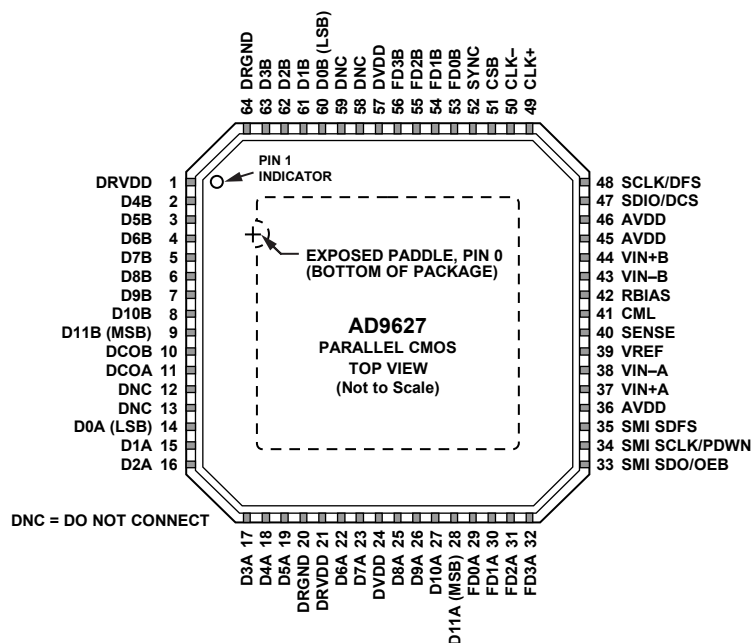 64 DRGND
63 D3B
62 D2B
61 D1B
60 D0B (LSB)
59 DNC
58 DNC
57 DVDD
56 FD3B
55 FD2B
54 FD1B
53 FD0B
52 SYNC
51 CSB
50 CLK–
49 CLK+
PIN 1
INDICATOR
DRVDD 1
D4B 2
D5B 3
D6B 4
D7B 5
D8B 6
D9B 7
D10B 8
D11B (MSB) 9
DCOB 10
DCOA 11
DNC 12
DNC 13
D0A (LSB) 14
D1A 15
D2A 16
EXPOSED PADDLE, PIN 0
(BOTTOM OF PACKAGE)
AD9627
PARALLEL CMOS
TOP VIEW
(Not to Scale)
48 SCLK/DFS
47 SDIO/DCS
46 AVDD
45 AVDD
44 VIN+B
43 VIN–B
42 RBIAS
41 CML
40 SENSE
39 VREF
38 VIN–A
37 VIN+A
36 AVDD
35 SMI SDFS
34 SMI SCLK/PDWN
33 SMI SDO/OEB
DNC = DO NOT CONNECT
D3A 17
D4A 18
D5A 19
DRGND 20
DRVDD 21
D6A 22
D7A 23
DVDD 24
D8A 25
D9A 26
D10A 27
D11A (MSB) 28
FD0A 29
FD1A 30
FD2A 31
FD3A 32